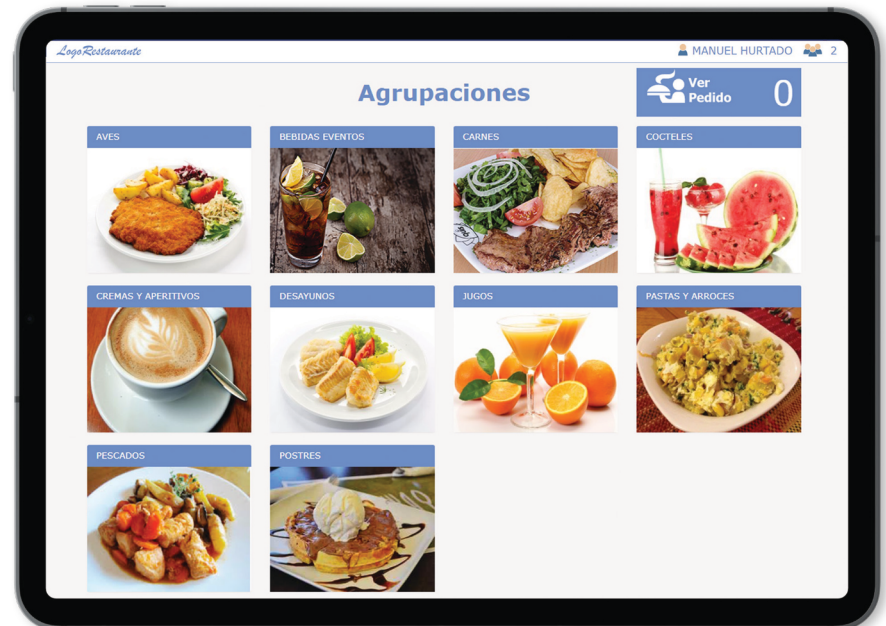 LogoRestaurante
MANUEL HURTADO 2
Agrupaciones
Ver
Pedido 0
AVES
BEBIDAS EVENTOS
CARNES
COCTELES
CREMAS Y APERITIVOS
DESAYUNOS
JUGOS
PASTAS Y ARROCES
PESCADOS
POSTRES